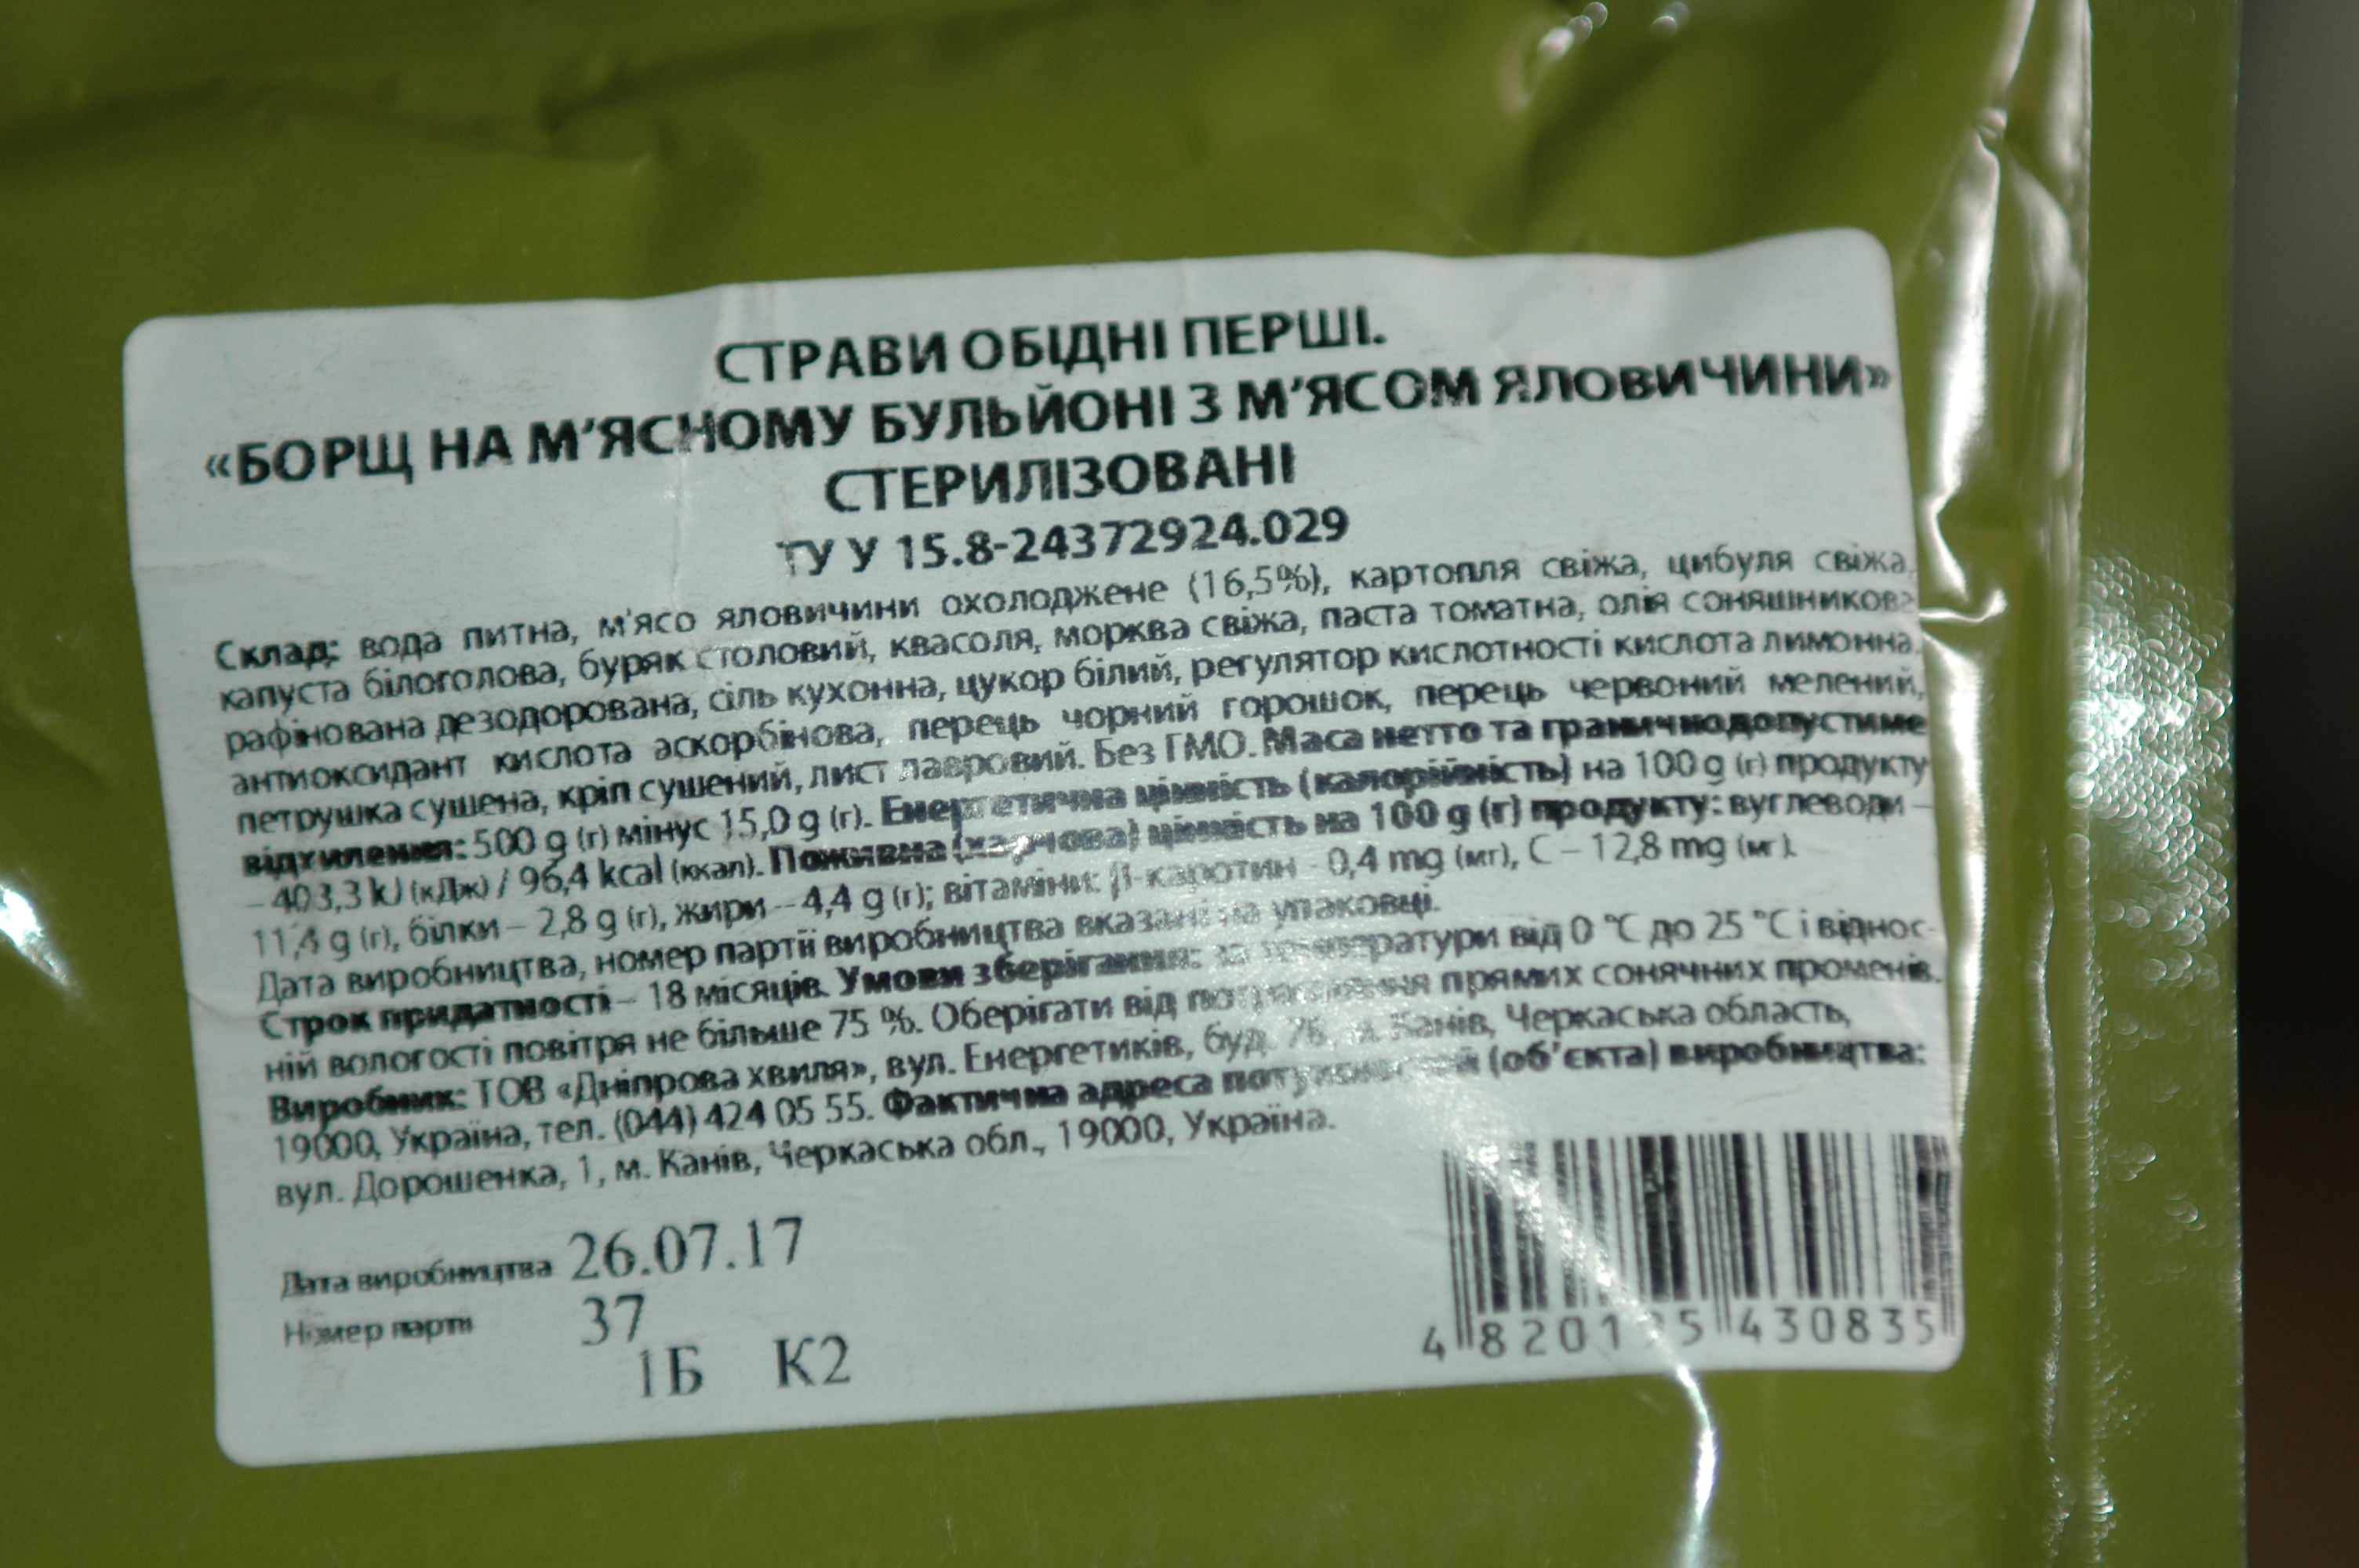 СТРАВИ ОБІДНІ ПЕРШІ.
«БОРЩ НА М'ЯСНОМУ БУЛЬЙОНІ З М'ЯСОМ ЯЛОВИЧИНИ»
СТЕРИЛІЗОВАНІ
ТУ У 15.8-24372924.029
Склад: вода питна, м'ясо яловичини охолоджене (16,5%), картопля свіжа, цибуля свіжа,
капуста білоголова, буряк столовий, квасоля, морква свіжа, паста томатна, олія соняшникова
рафінована дезодорована, сіль кухонна, цукор білий, регулятор кислотності кислота лимонна,
антиоксидант кислота аскорбінова, перець чорний горошок, перець червоний мелений,
петрушка сушена, кріп сушений, лист лавровий. Без ГМО. Маса нетто та граничнодопустиме
відхилення: 500 g (г) мінус 15,0 g (г). Енергетична цінність (калорійність) на 100 g (г) продукту
– 403,3 kJ (кДж) / 96,4 kcal (ккал). Поживна (харчова) цінність на 100 g (г) продукту: вуглеводи –
11,4 g (г), білки – 2,8 g (г), жири – 4,4 g (г); вітаміни: β-каротин - 0,4 mg (мг), С – 12,8 mg (мг).
Дата виробництва, номер партії виробництва вказані на упаковці.
Строк придатності – 18 місяців. Умови зберігання: за температури від 0 °С до 25 °С і віднос-
ній вологості повітря не більше 75 %. Оберігати від потрапляння прямих сонячних променів.
Виробник: ТОВ «Дніпрова хвиля», вул. Енергетиків, буд. м. Канів, Черкаська область,
19000, Україна, тел. (044) 424 05 55. Фактична адреса потужностей (об'єкта) виробництва:
вул. Дорошенка, 1, м. Канів, Черкаська обл., 19000, Україна.
Дата виробництва 26.07.17
Номер партії 37
1Б К2